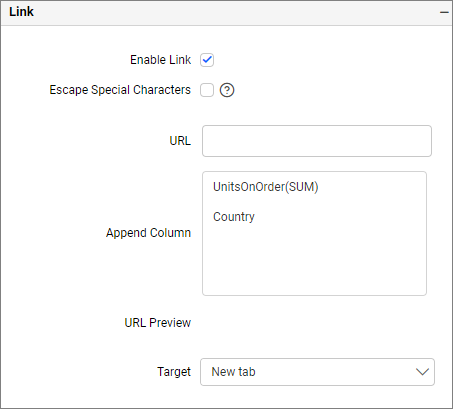 Link
Enable Link
Escape Special Characters
URL
UnitsOnOrder(SUM)
Country
Append Column
URL Preview
Target New tab